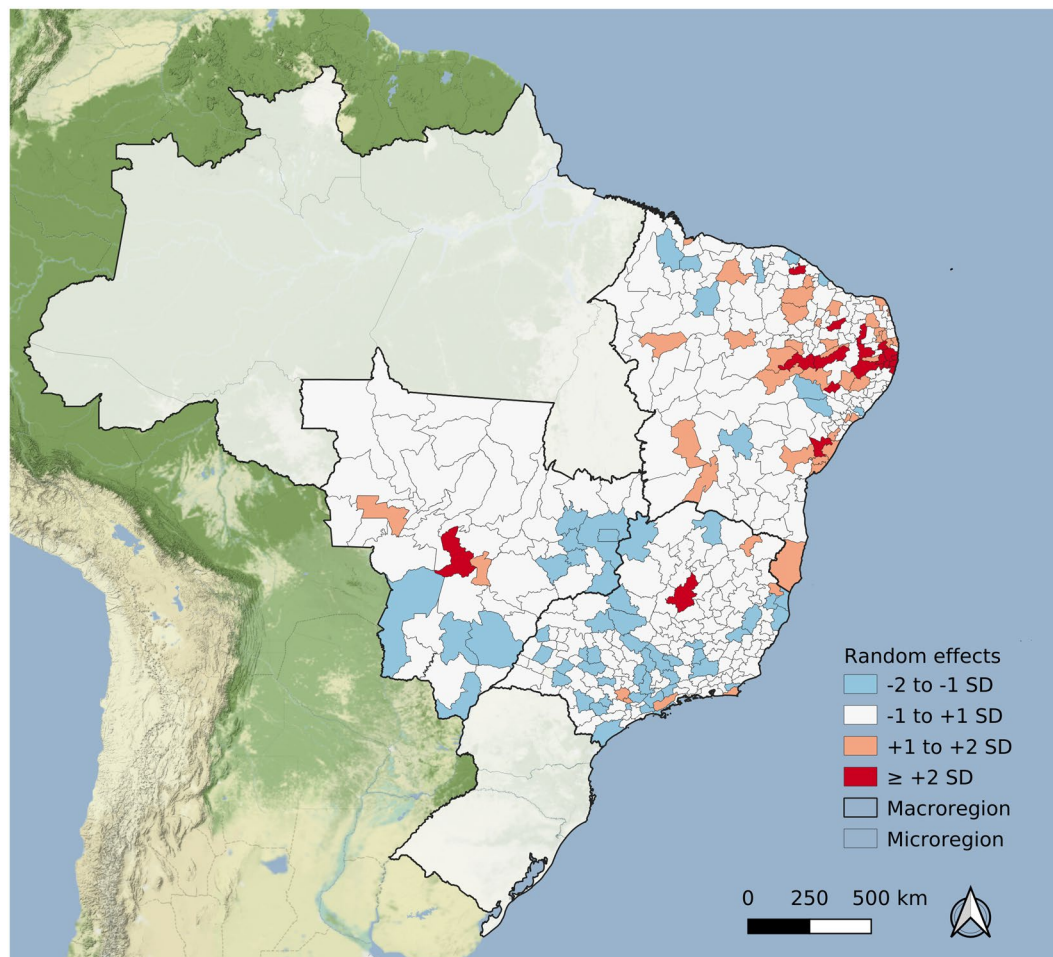 Random effects
-2 to -1 SD
-1 to +1 SD
+1 to +2 SD
≥ +2 SD
Macroregion
Microregion
0 250 500 km